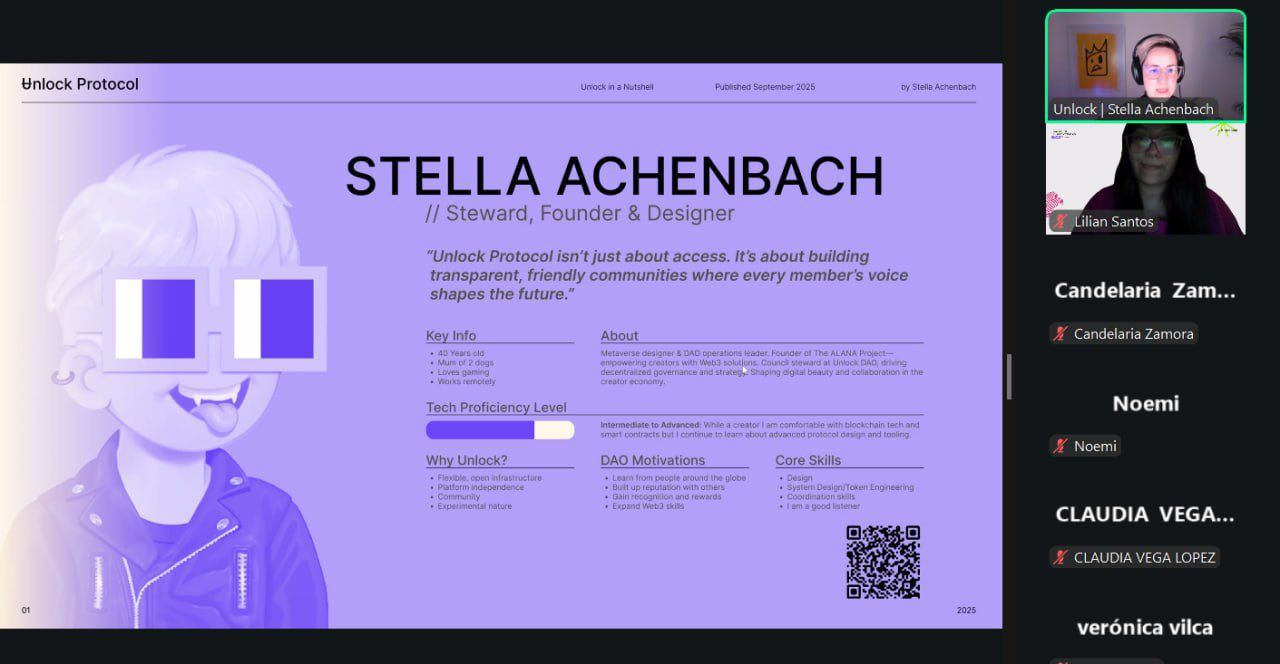 Unlock Protocol
Unlock in a Nutshell
Published September 2025
by Stella Achenbach
STELLA ACHENBACH
// Steward, Founder & Designer
“Unlock Protocol isn’t just about access. It’s about building
transparent, friendly communities where every member’s voice
shapes the future.”
Key Info
• 40 Years old
• Mum of 2 dogs
• Loves gaming
• Works remotely
About
Metaverse designer & DAO operations leader. Founder of The ALANA Project—
empowering creators with Web3 solutions. Council steward at Unlock DAO, driving
decentralized governance and strategy. Shaping digital beauty and collaboration in the
creator economy.
Tech Proficiency Level
Intermediate to Advanced: While a creator I am comfortable with blockchain tech and
smart contracts but I continue to learn about advanced protocol design and tooling.
Why Unlock?
• Flexible, open infrastructure
• Platform independence
• Community
• Experimental nature
DAO Motivations
• Learn from people around the globe
• Built up reputation with others
• Gain recognition and rewards
• Expend Web3 skills
Core Skills
• Design
• System Design/Token Engineering
• Coordination skills
• I am a good listener
01
2025
Unlock | Stella Achenbach
Lilian Santos
Candelaria Zam...
Candelaria Zamora
Noemi
Noemi
CLAUDIA VEGA...
CLAUDIA VEGA LOPEZ
verónica vilca